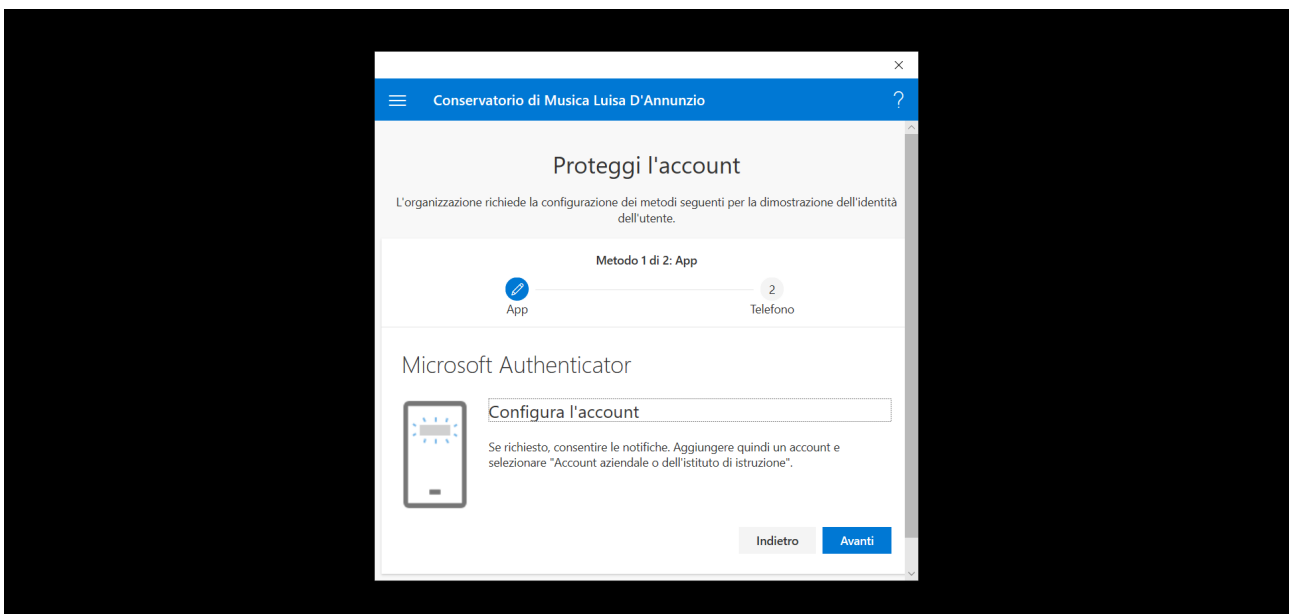 Conservatorio di Musica Luisa D'Annunzio
?
Proteggi l'account
L'organizzazione richiede la configurazione dei metodi seguenti per la dimostrazione dell'identità
dell'utente.
Metodo 1 di 2: App
2
App
Telefono
Microsoft Authenticator
Configura l'account
Se richiesto, consentire le notifiche. Aggiungere quindi un account e
selezionare "Account aziendale o dell'istituto di istruzione".
Indietro
Avanti